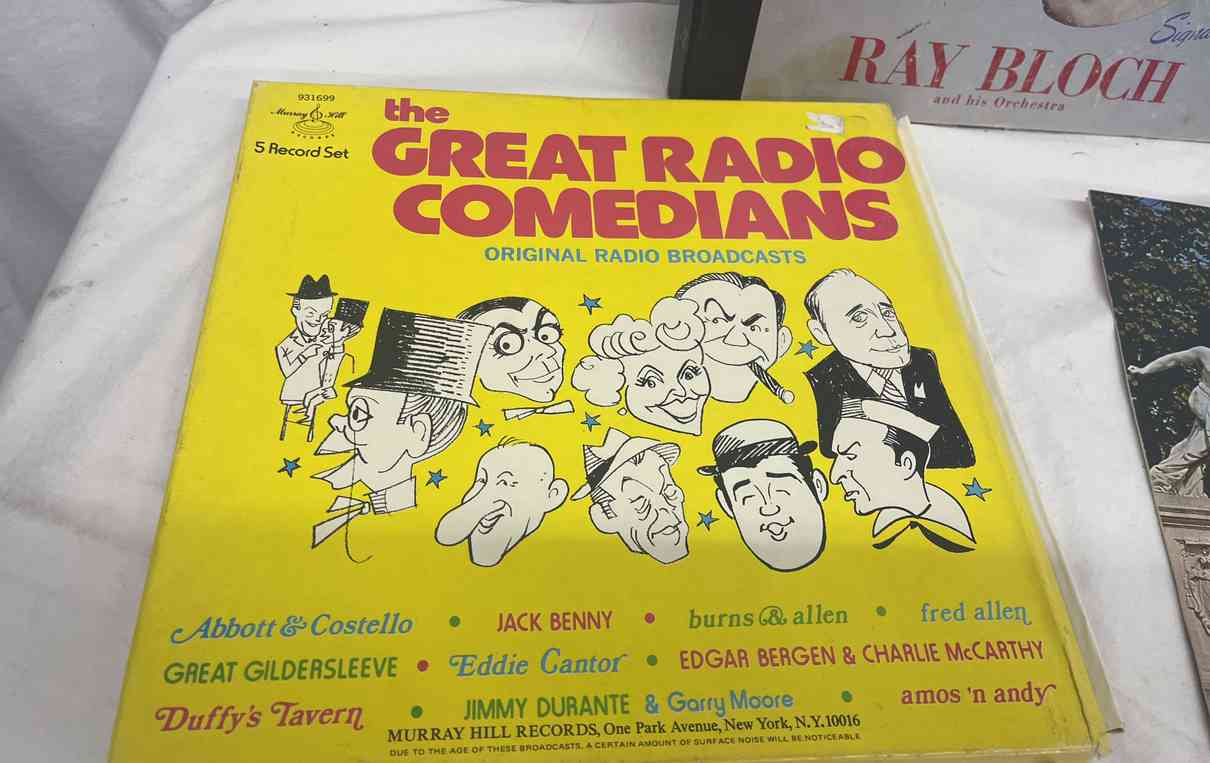 931699
Murray Hill
RECORDS
5 Record Set
the
GREAT RADIO
COMEDIANS
ORIGINAL RADIO BROADCASTS
Abbott & Costello • JACK BENNY • burns & allen • fred allen
GREAT GILDERSLEEVE • Eddie Cantor • EDGAR BERGEN & CHARLIE McCARTHY
Duffy's Tavern • JIMMY DURANTE & Garry Moore • amos 'n andy
MURRAY HILL RECORDS, One Park Avenue, New York, N.Y. 10016
DUE TO THE AGE OF THESE BROADCASTS, A CERTAIN AMOUNT OF SURFACE NOISE WILL BE NOTICEABLE
RAY BLOCH
and his Orchestra